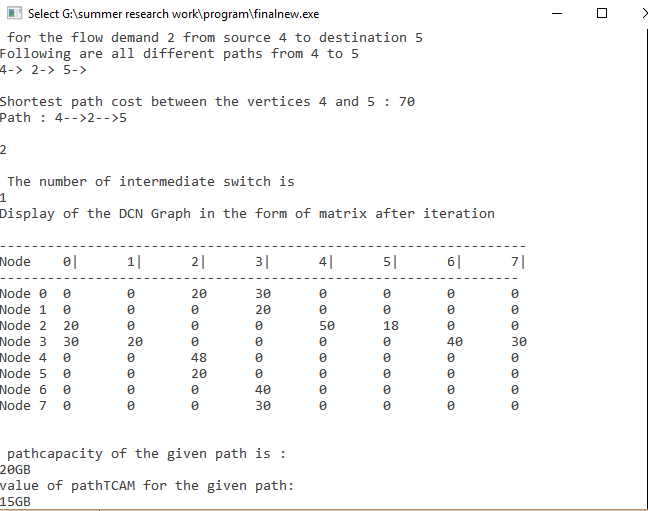 Select G:\summer research work\program\finalnew.exe
for the flow demand 2 from source 4 to destination 5
Following are all different paths from 4 to 5
4-> 2-> 5->
Shortest path cost between the vertices 4 and 5 : 70
Path : 4-->2-->5
2
The number of intermediate switch is
1
Display of the DCN Graph in the form of matrix after iteration
------------------------------------------------------------------
Node 0| 1| 2| 3| 4| 5| 6| 7|
-----------------------------------------------------------------
Node 0 0 0 20 30 0 0 0 0
Node 1 0 0 0 20 0 0 0 0
Node 2 20 0 0 0 50 18 0 0
Node 3 30 20 0 0 0 0 40 30
Node 4 0 0 48 0 0 0 0 0
Node 5 0 0 20 0 0 0 0 0
Node 6 0 0 0 40 0 0 0 0
Node 7 0 0 0 30 0 0 0 0
pathcapacity of the given path is :
20GB
value of pathTCAM for the given path:
15GB